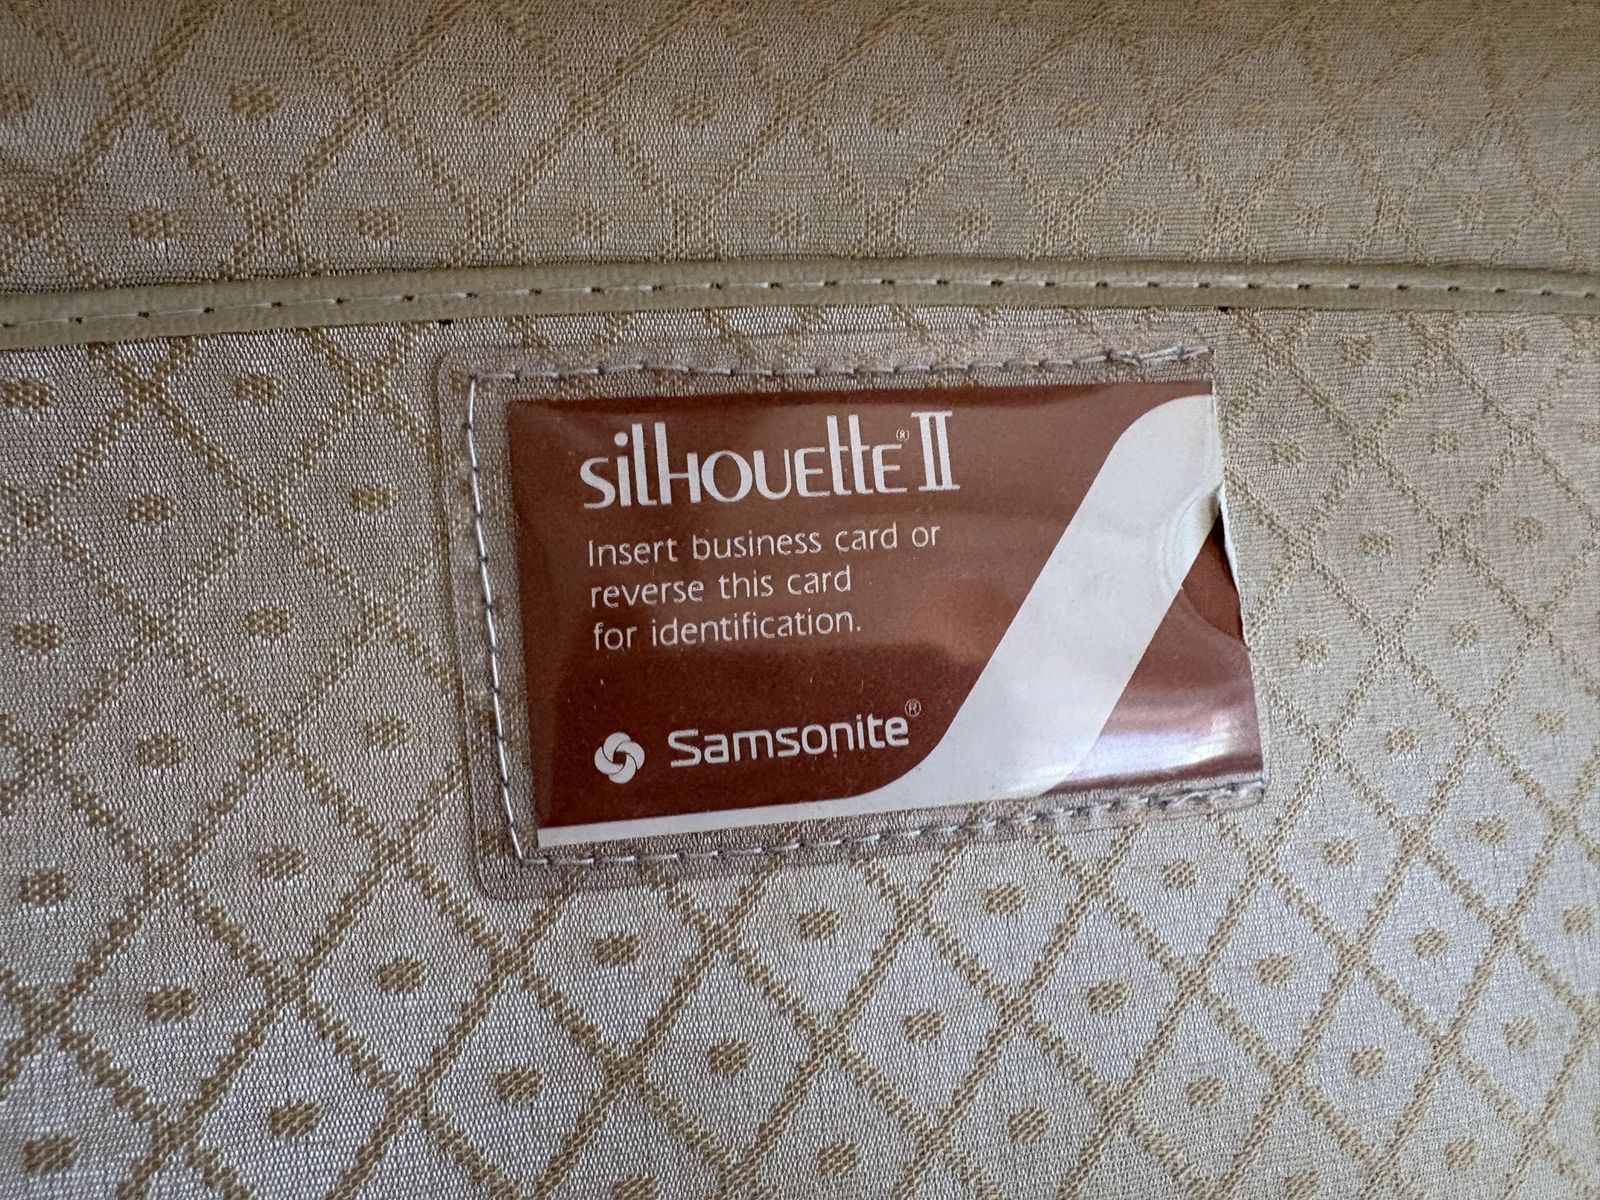 silhouette® II
Insert business card or
reverse this card
for identification.
Samsonite®